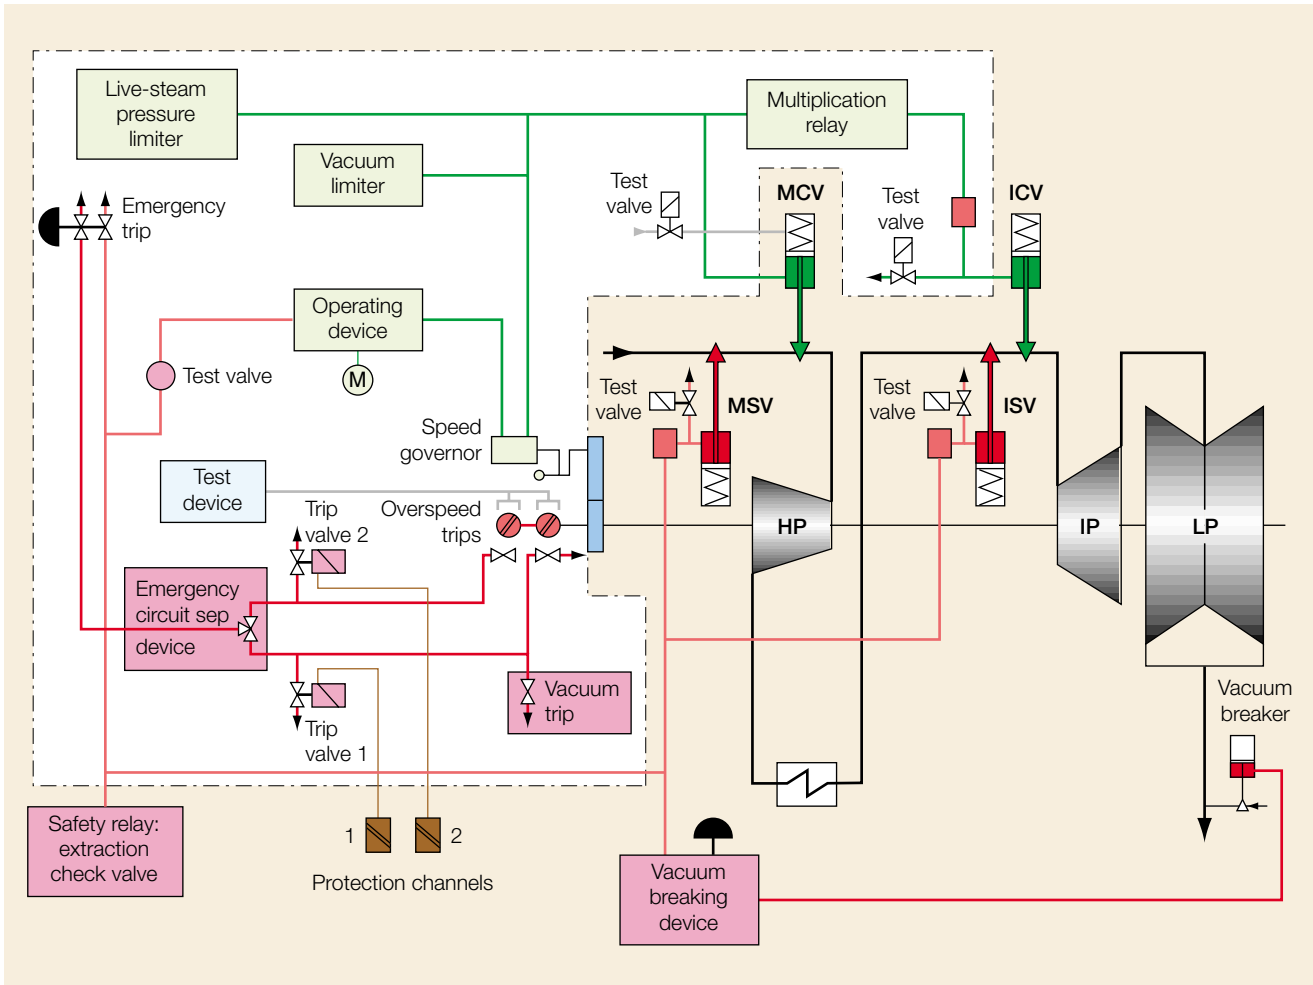 Live-steam
pressure
limiter
Multiplication
relay
Vacuum
limiter
Test
valve
MCV
Test
valve
ICV
Emergency
trip
Operating
device
M
Test valve
Test
valve
MSV
Test
valve
ISV
Speed
governor
Test
device
Trip
valve 2
Overspeed
trips
HP
IP
LP
Emergency
circuit sep
device
Vacuum
trip
Trip
valve 1
Vacuum
breaker
Safety relay:
extraction
check valve
1
2
Protection channels
Vacuum
breaking
device